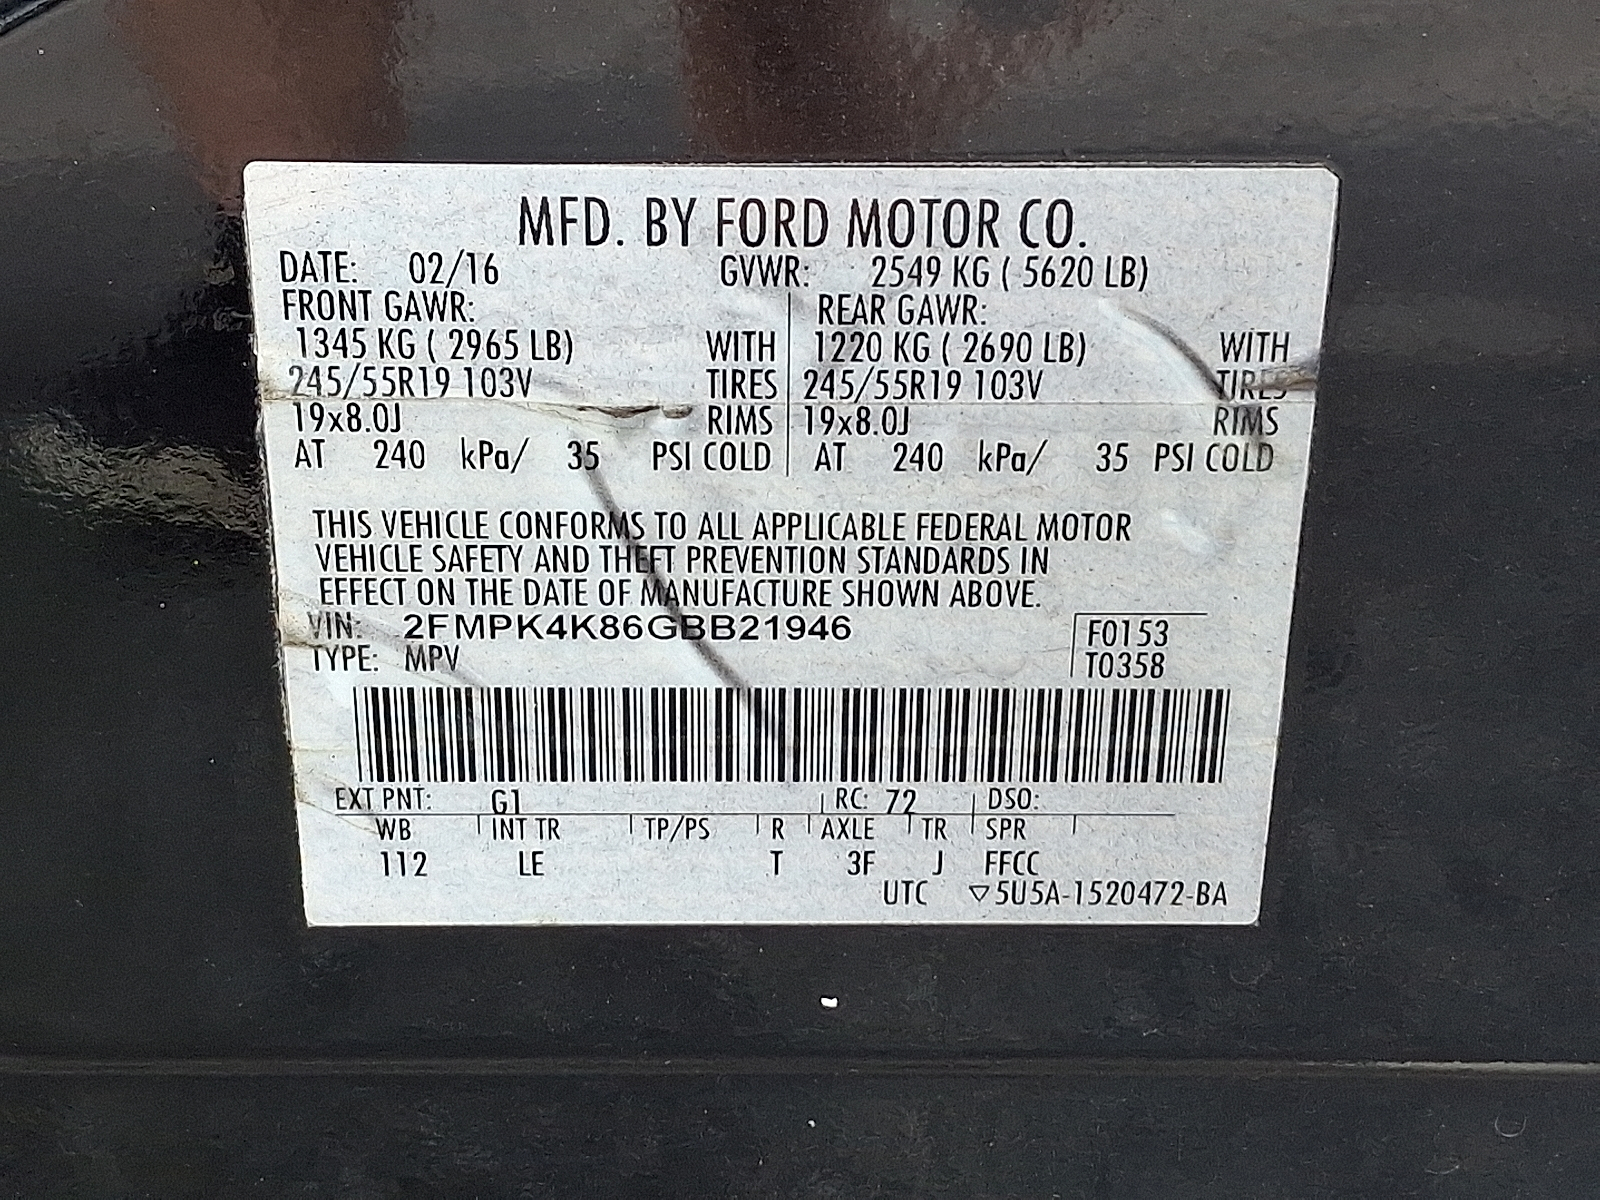 MFD. BY FORD MOTOR CO.
DATE: 02/16 GVWR: 2549 KG ( 5620 LB)
FRONT GAWR: REAR GAWR:
1345 KG ( 2965 LB) WITH 1220 KG ( 2690 LB) WITH
245/55R19 103V TIRES 245/55R19 103V TIRES
19x8.0J RIMS 19x8.0J RIMS
AT 240 kPa/ 35 PSI COLD AT 240 kPa/ 35 PSI COLD
THIS VEHICLE CONFORMS TO ALL APPLICABLE FEDERAL MOTOR
VEHICLE SAFETY AND THEFT PREVENTION STANDARDS IN
EFFECT ON THE DATE OF MANUFACTURE SHOWN ABOVE.
VIN: 2FMPK4K86GBB21946 F0153
TYPE: MPV T0358
EXT PNT: G1 RC: 72 DSO:
WB INT TR TP/PS R AXLE TR SPR
112 LE T 3F J FFCC
UTC ▽5U5A-1520472-BA